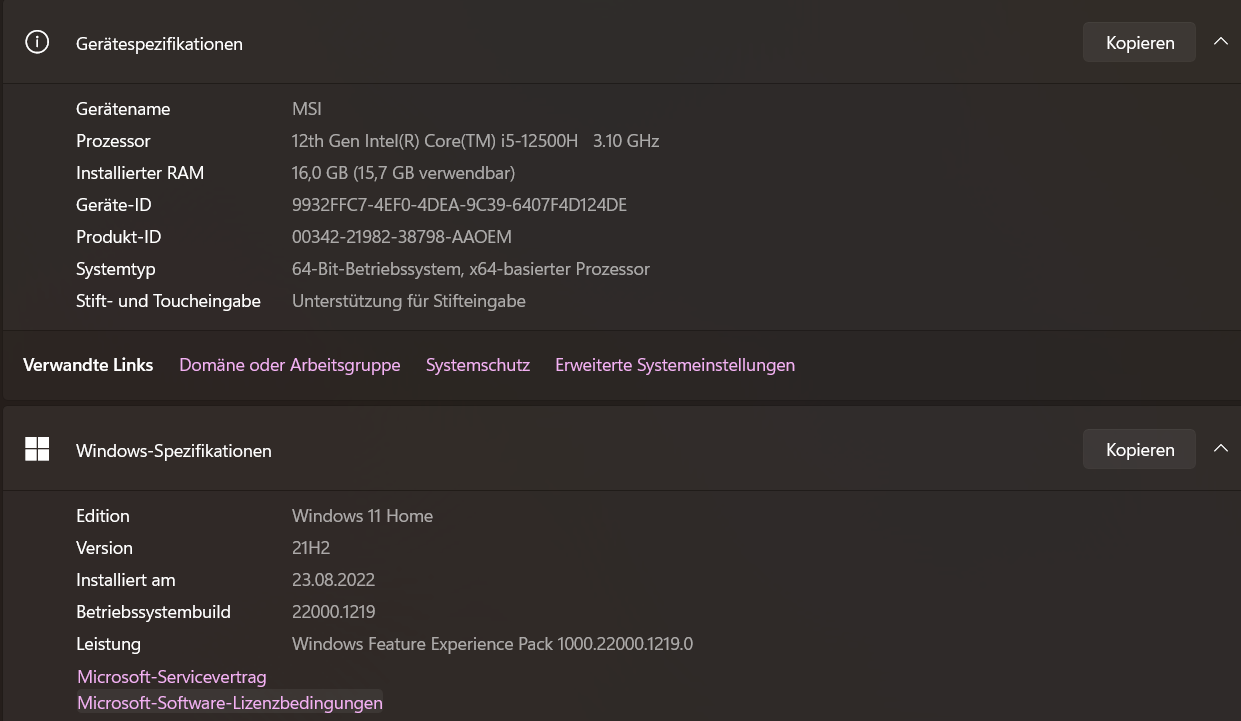 Gerätespezifikationen Kopieren
Gerätename MSI
Prozessor 12th Gen Intel(R) Core(TM) i5-12500H 3.10 GHz
Installierter RAM 16,0 GB (15,7 GB verwendbar)
Geräte-ID 9932FFC7-4EF0-4DEA-9C39-6407F4D124DE
Produkt-ID 00342-21982-38798-AAOEM
Systemtyp 64-Bit-Betriebssystem, x64-basierter Prozessor
Stift- und Toucheingabe Unterstützung für Stifteingabe
Verwandte Links Domäne oder Arbeitsgruppe Systemschutz Erweiterte Systemeinstellungen
Windows-Spezifikationen Kopieren
Edition Windows 11 Home
Version 21H2
Installiert am 23.08.2022
Betriebssystembuild 22000.1219
Leistung Windows Feature Experience Pack 1000.22000.1219.0
Microsoft-Servicevertrag
Microsoft-Software-Lizenzbedingungen